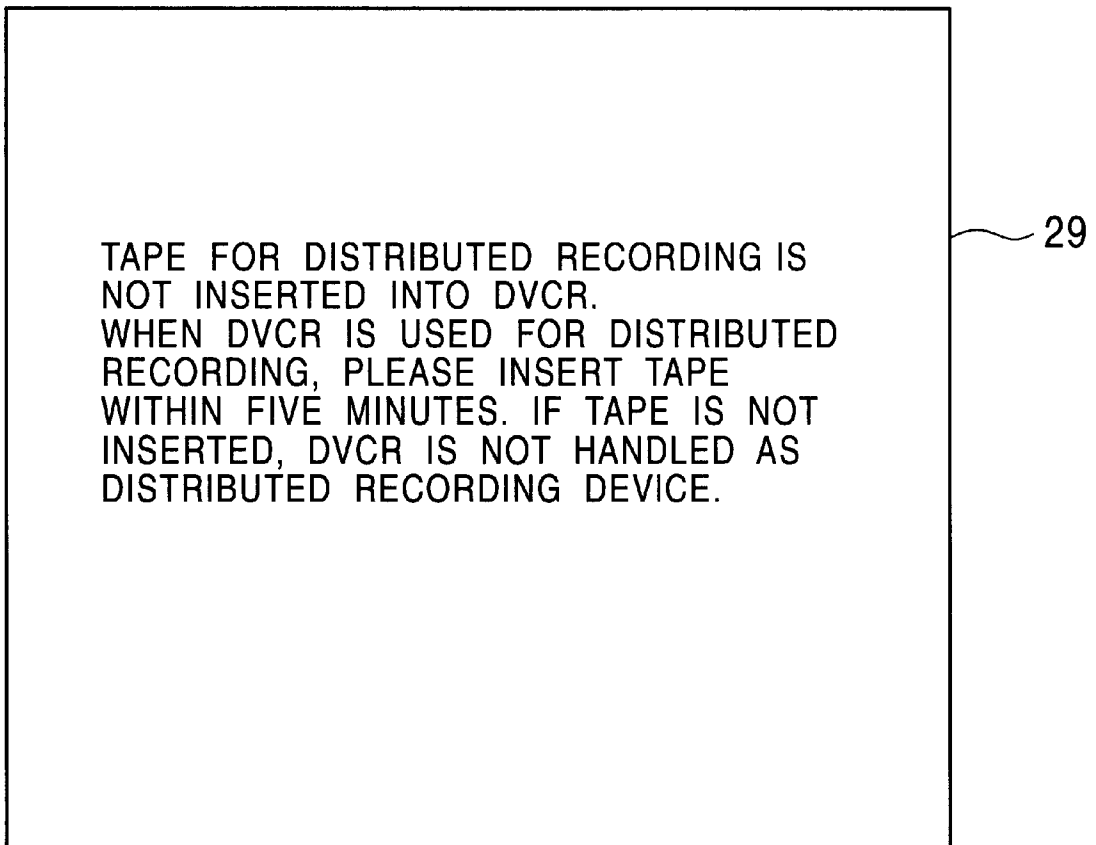 TAPE FOR DISTRIBUTED RECORDING IS
NOT INSERTED INTO DVCR.
WHEN DVCR IS USED FOR DISTRIBUTED
RECORDING, PLEASE INSERT TAPE
WITHIN FIVE MINUTES. IF TAPE IS NOT
INSERTED, DVCR IS NOT HANDLED AS
DISTRIBUTED RECORDING DEVICE.
29